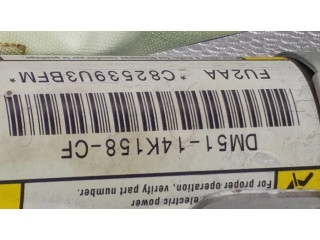 electric power
For proper operation, verify
part number.
DM51-14K158-CF
FU2AA *C82539U3BFM*